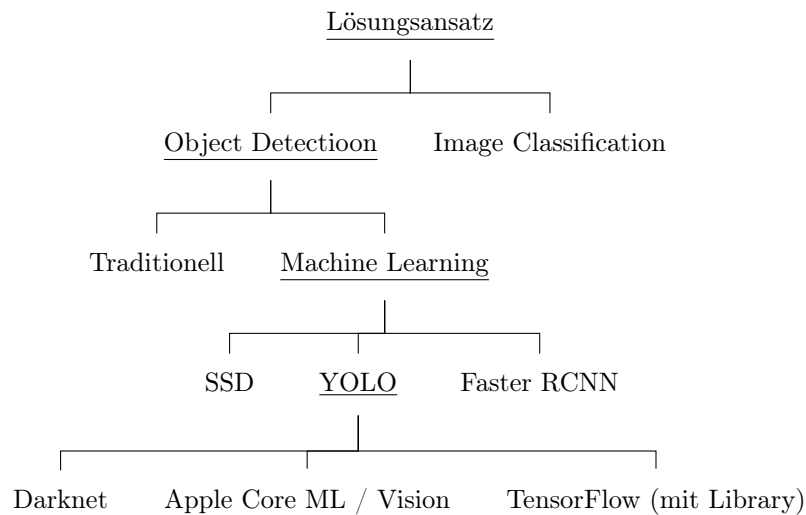 Lösungsansatz
Object Detectioon Image Classification
Traditionell Machine Learning
SSD YOLO Faster RCNN
Darknet Apple Core ML / Vision TensorFlow (mit Library)